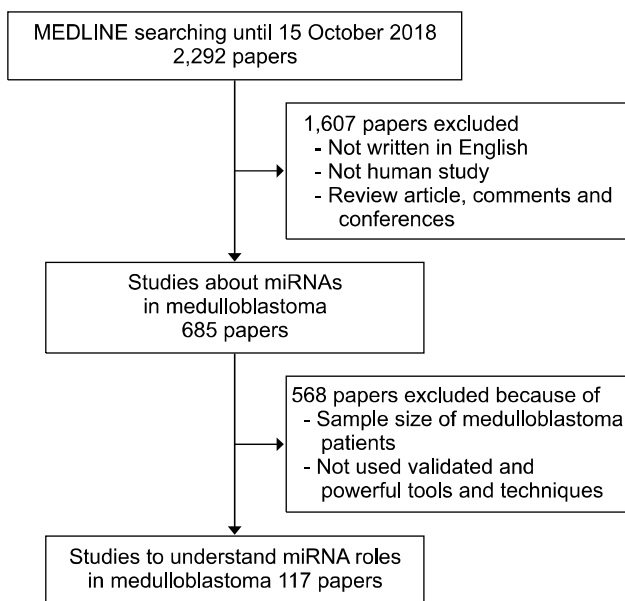 MEDLINE searching until 15 October 2018
2,292 papers
1,607 papers excluded
- Not written in English
- Not human study
- Review article, comments and
conferences
Studies about miRNAs
in medulloblastoma
685 papers
568 papers excluded because of
- Sample size of medulloblastoma
patients
- Not used validated and
powerful tools and techniques
Studies to understand miRNA roles
in medulloblastoma 117 papers